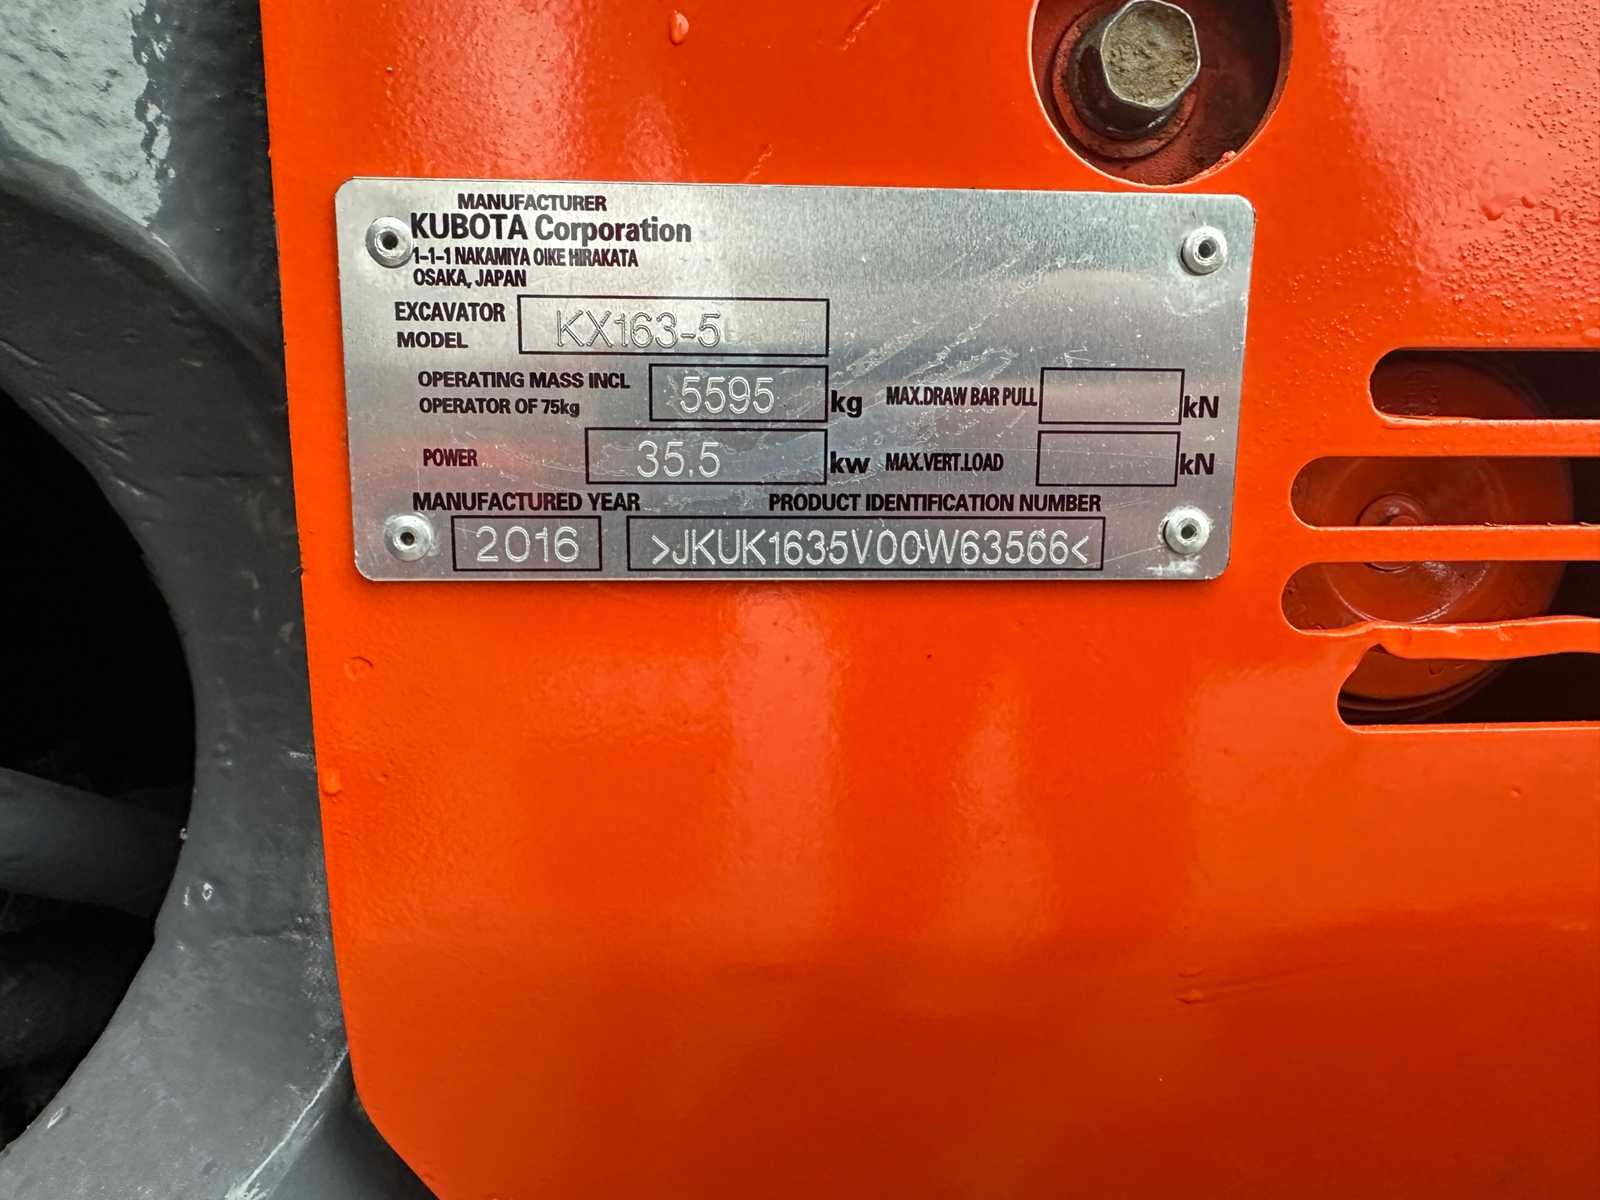 MANUFACTURER
KUBOTA Corporation
1-1-1 NAKAMIYA OIKE HIRAKATA
OSAKA, JAPAN
EXCAVATOR MODEL KX163-5
OPERATING MASS INCL OPERATOR OF 75kg 5595 kg MAX.DRAW BAR PULL kN
POWER 35.5 kw MAX.VERT.LOAD kN
MANUFACTURED YEAR PRODUCT IDENTIFICATION NUMBER
2016 >JKUK1635V00W63566<